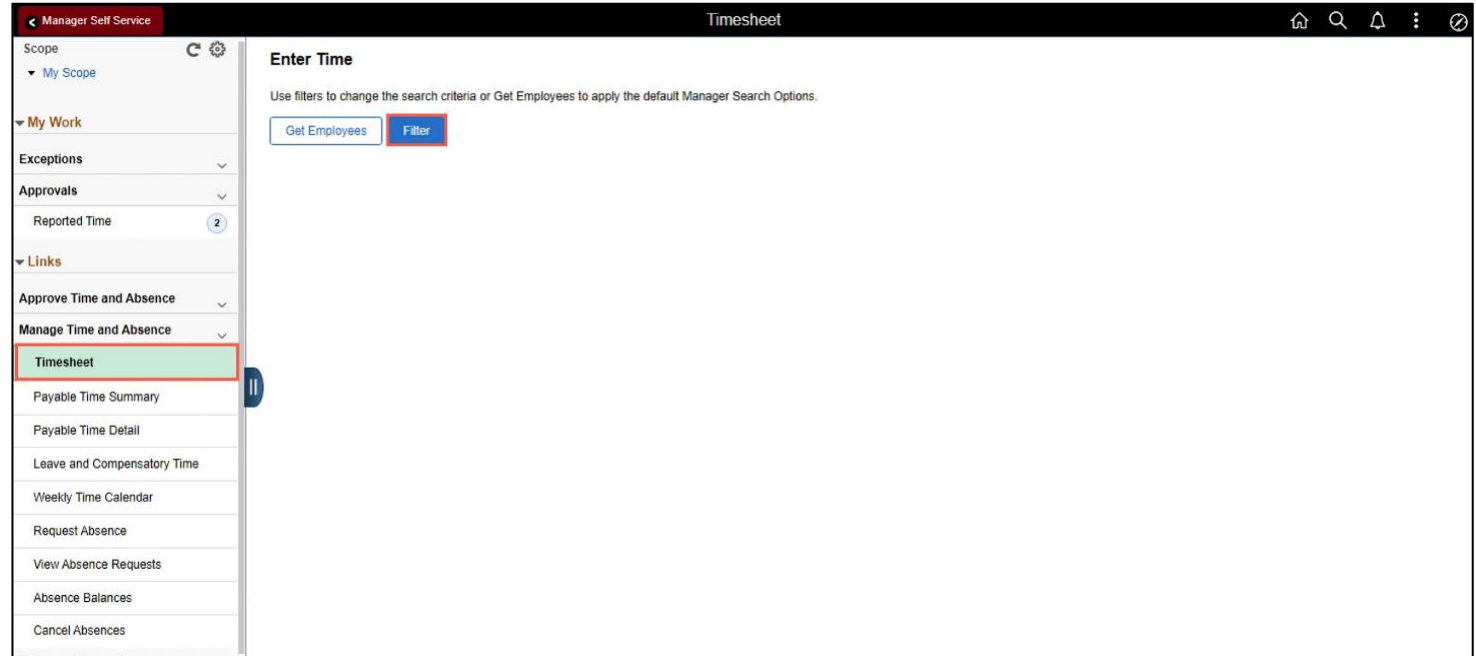 Manager Self Service
Timesheet
Scope
My Scope
My Work
Exceptions
Approvals
Reported Time 2
Links
Approve Time and Absence
Manage Time and Absence
Timesheet
Payable Time Summary
Payable Time Detail
Leave and Compensatory Time
Weekly Time Calendar
Request Absence
View Absence Requests
Absence Balances
Cancel Absences
Enter Time
Use filters to change the search criteria or Get Employees to apply the default Manager Search Options.
Get Employees Filter